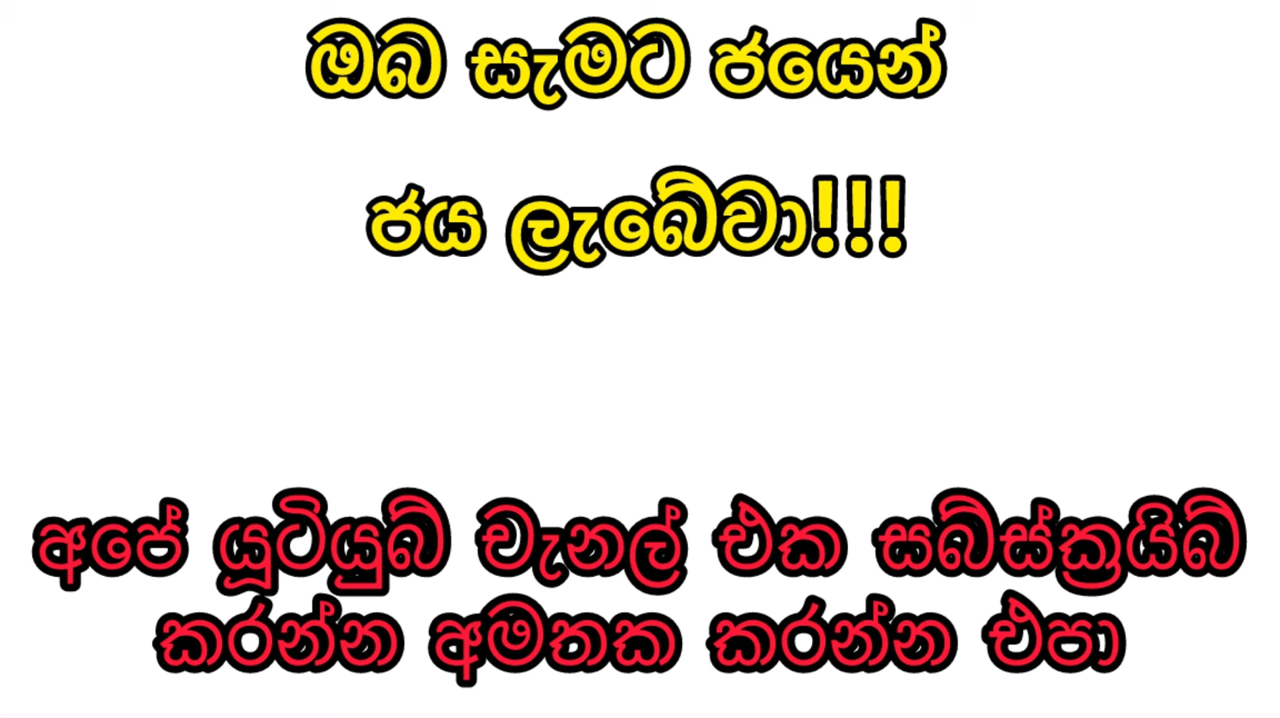 ඔබ සැමට ජයෙන්
ජය ලැබේවා!!!
අපේ යූටියුබ් චැනල් එක සබ්ස්ක්‍රයිබ්
කරන්න අමතක කරන්න එපා